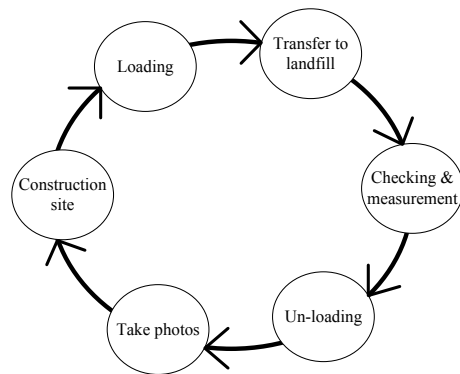 Loading
Transfer to
landfill
Checking &
measurement
Un-loading
Take photos
Construction
site